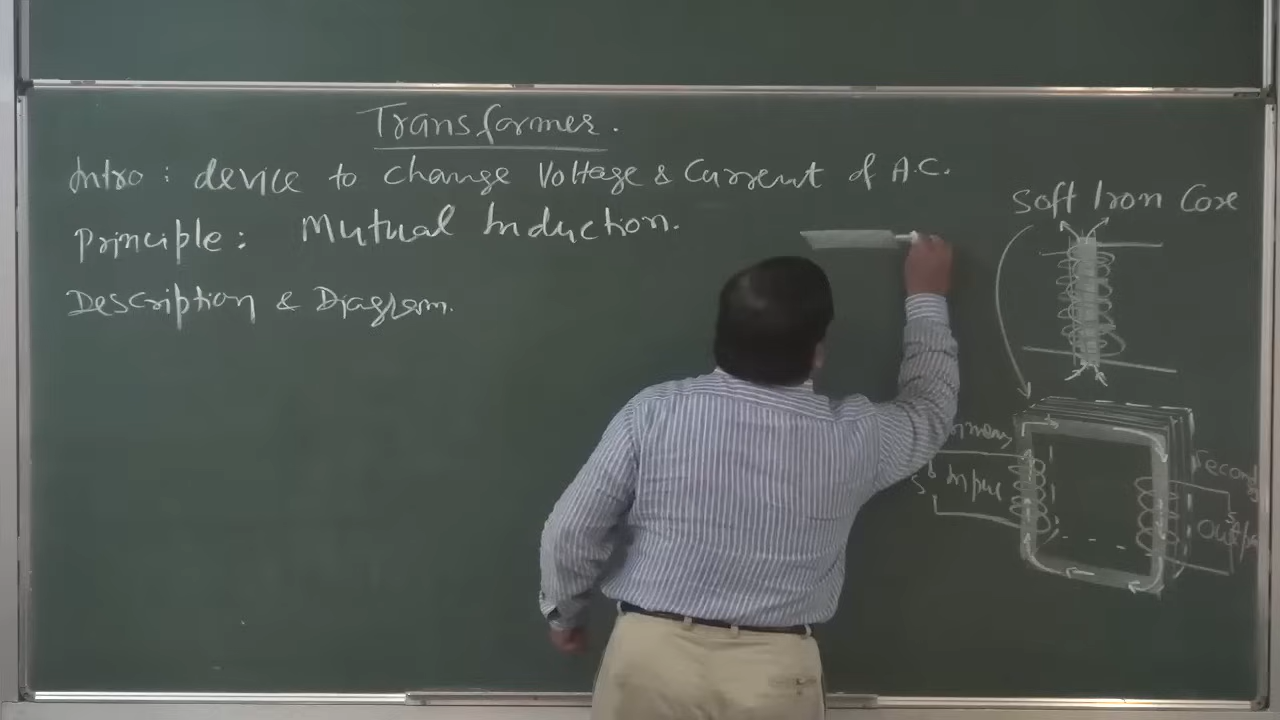 Transformer.
Intro : device to change Voltage & Current of A.C.
Principle : Mutual Induction.
Description & Diagram.
Soft Iron Core
Input